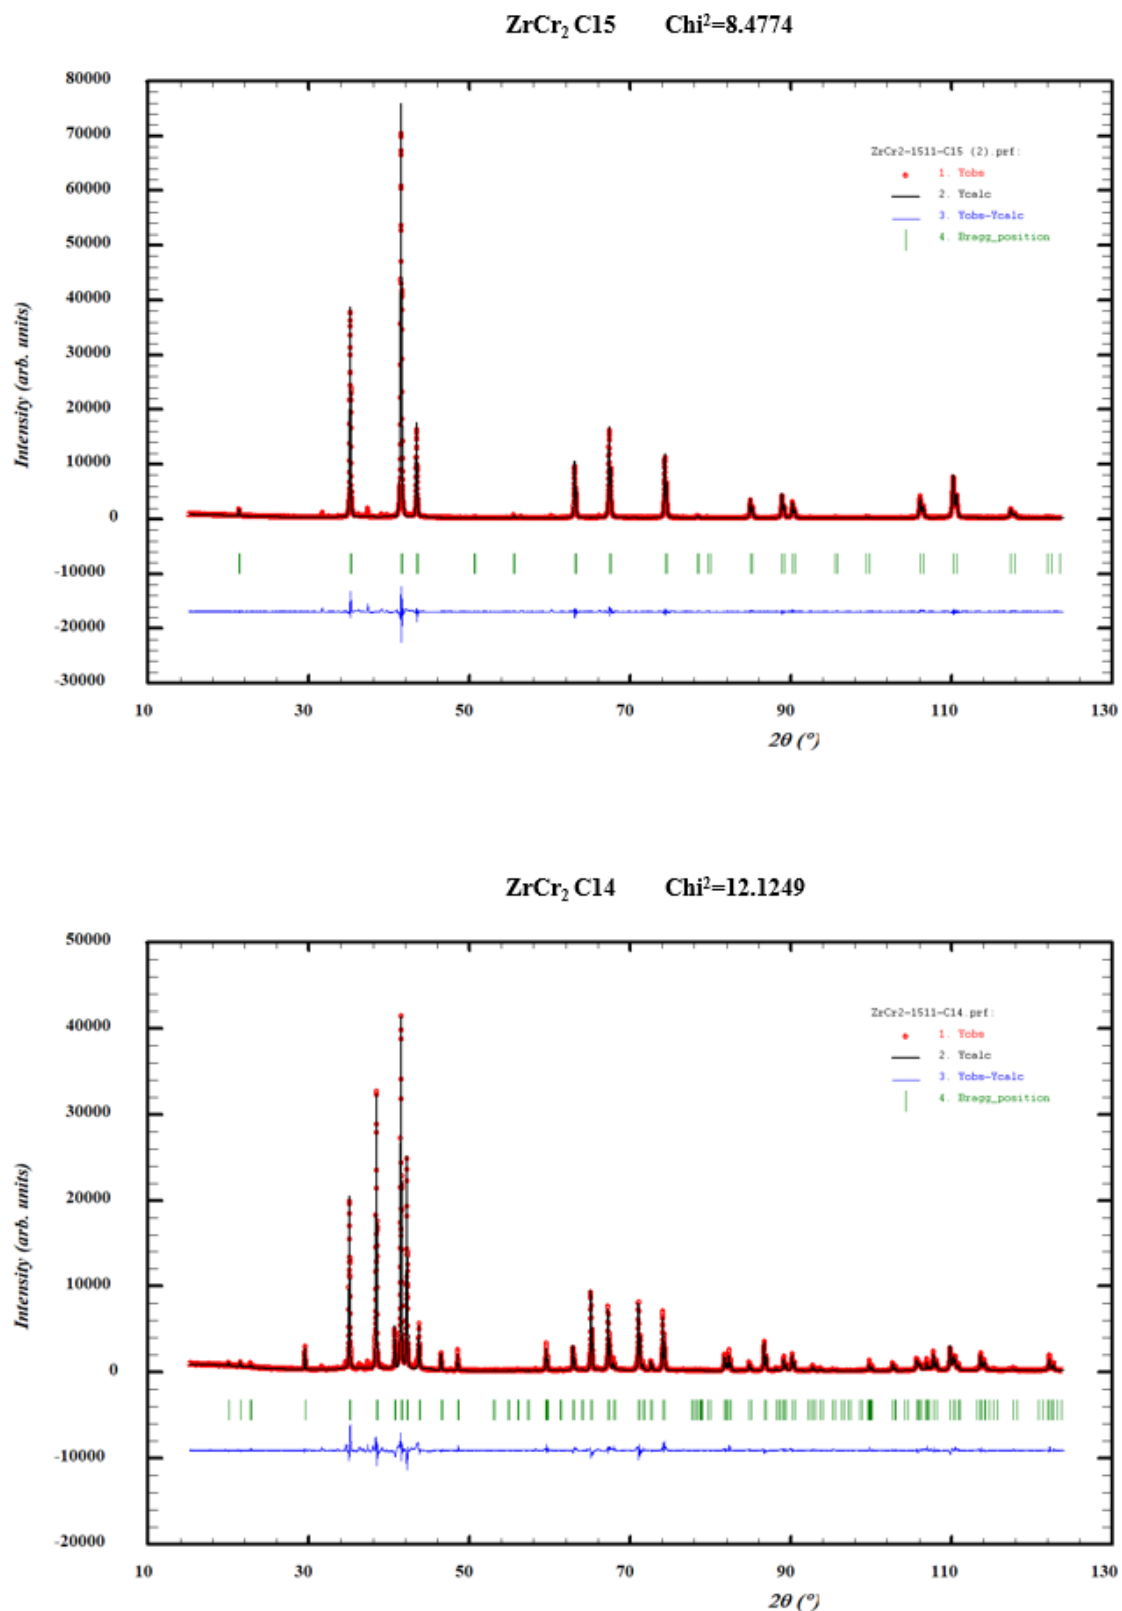 ZrCr₂ C15 Chi²=8.4774
80000
70000
60000
50000
40000
30000
20000
10000
0
-10000
-20000
-30000
Intensity (arb. units)
ZrCr2-1511-C15 (2).prf:
1. Yobs
2. Ycalc
3. Yobs-Ycalc
4. Bragg_position
10 30 50 70 90 110 130
2θ (°)
ZrCr₂ C14 Chi²=12.1249
50000
40000
30000
20000
10000
0
-10000
-20000
Intensity (arb. units)
ZrCr2-1511-C14.prf:
1. Yobs
2. Ycalc
3. Yobs-Ycalc
4. Bragg_position
10 30 50 70 90 110 130
2θ (°)